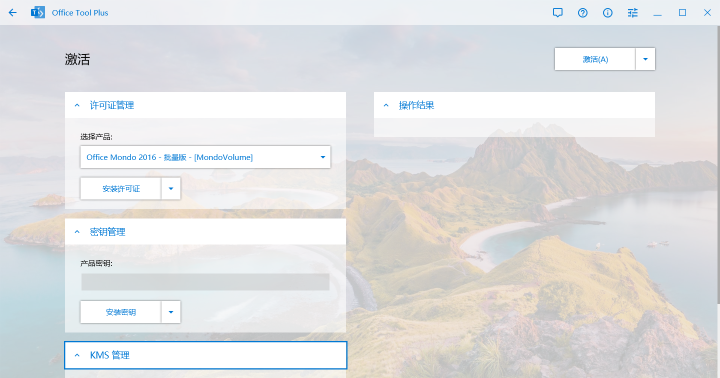 Office Tool Plus
激活
激活(A)
许可证管理
选择产品:
Office Mondo 2016 - 批量版 - [MondoVolume]
安装许可证
密钥管理
产品密钥:
安装密钥
KMS 管理
操作结果